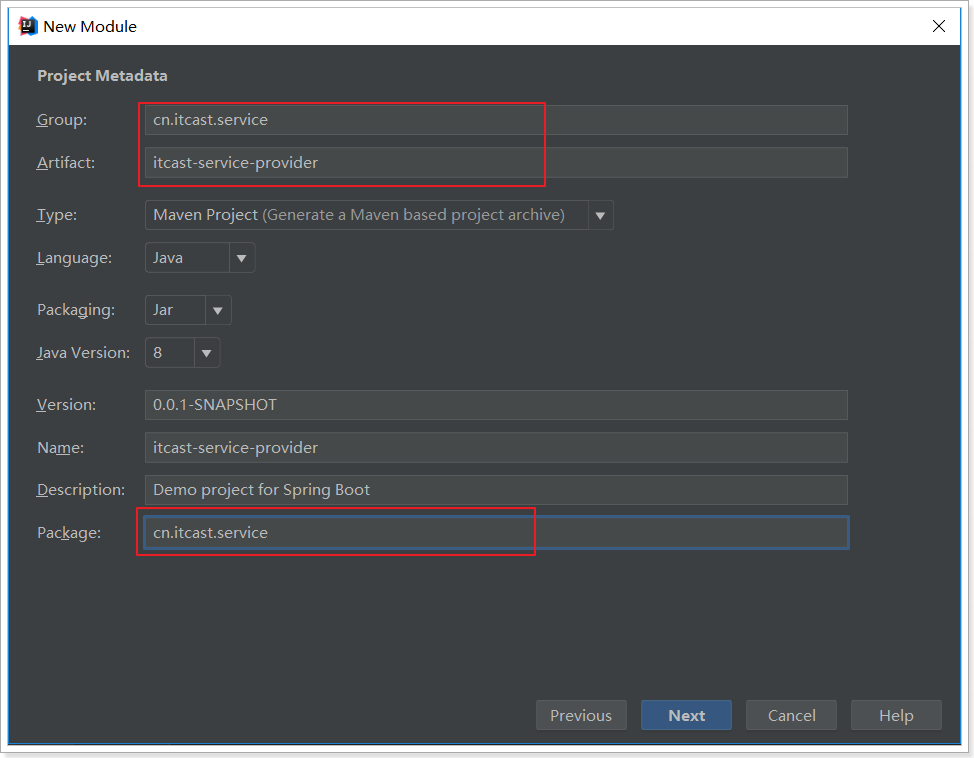 New Module
Project Metadata
Group: cn.itcast.service
Artifact: itcast-service-provider
Type: Maven Project (Generate a Maven based project archive)
Language: Java
Packaging: Jar
Java Version: 8
Version: 0.0.1-SNAPSHOT
Name: itcast-service-provider
Description: Demo project for Spring Boot
Package: cn.itcast.service
Previous Next Cancel Help